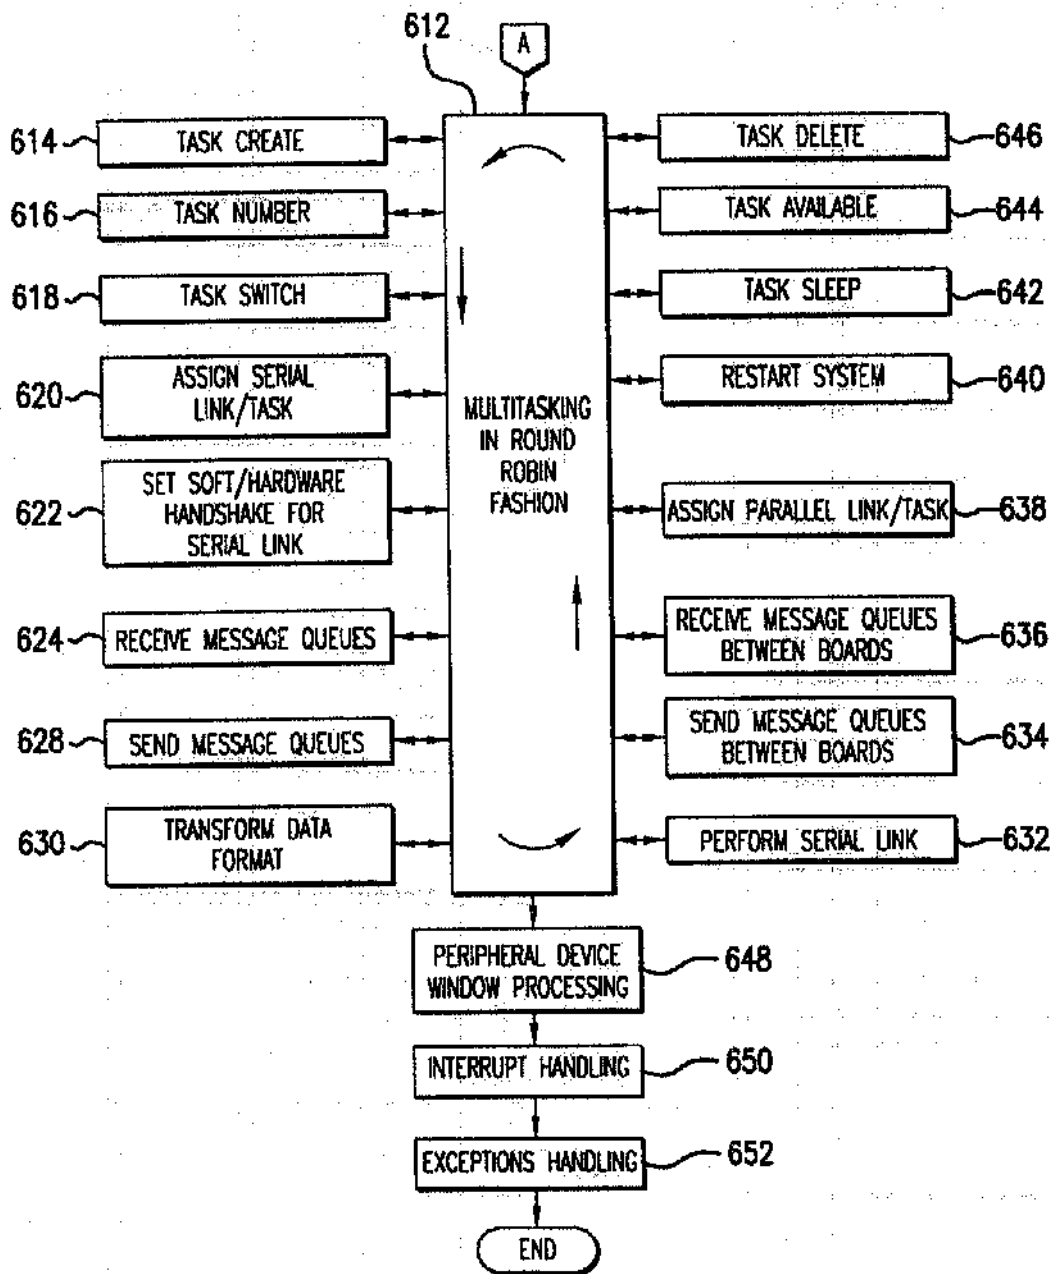 A
612
614
TASK CREATE
TASK DELETE
646
616
TASK NUMBER
TASK AVAILABLE
644
618
TASK SWITCH
TASK SLEEP
642
620
ASSIGN SERIAL
LINK/TASK
RESTART SYSTEM
640
MULTITASKING
IN ROUND
ROBIN
FASHION
622
SET SOFT/HARDWARE
HANDSHAKE FOR
SERIAL LINK
ASSIGN PARALLEL LINK/TASK
638
624
RECEIVE MESSAGE QUEUES
RECEIVE MESSAGE QUEUES
BETWEEN BOARDS
636
628
SEND MESSAGE QUEUES
SEND MESSAGE QUEUES
BETWEEN BOARDS
634
630
TRANSFORM DATA
FORMAT
PERFORM SERIAL LINK
632
PERIPHERAL DEVICE
WINDOW PROCESSING
648
INTERRUPT HANDLING
650
EXCEPTIONS HANDLING
652
END